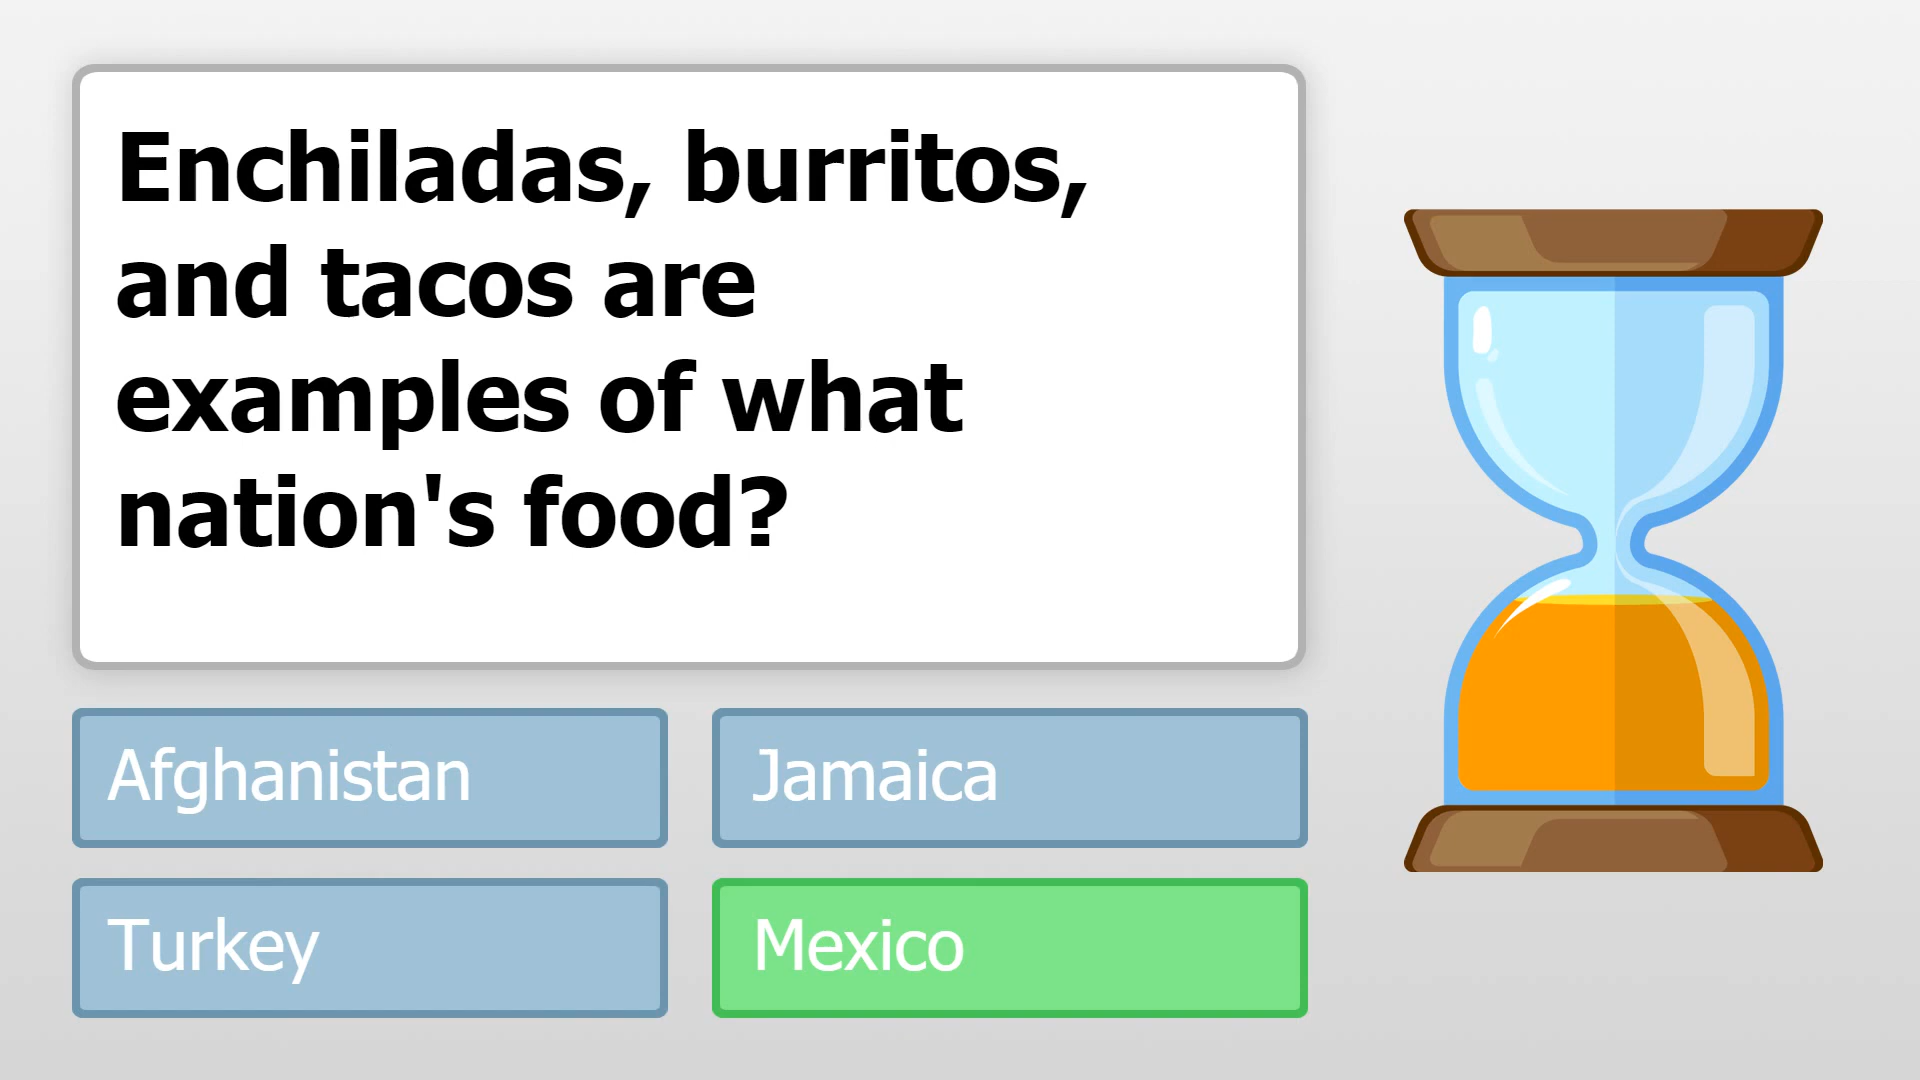 Enchiladas, burritos,
and tacos are
examples of what
nation's food?
Afghanistan
Jamaica
Turkey
Mexico